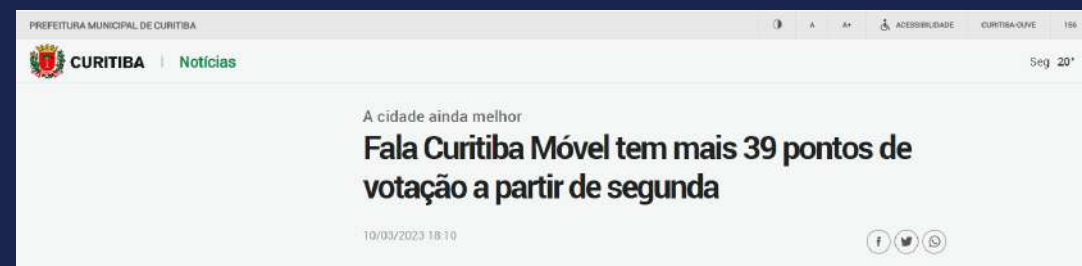 PREFEITURA MUNICIPAL DE CURITIBA
A A+ ACESSIBILIDADE CURITIBA-OUVE 156
CURITIBA | Notícias
Seg 20°
A cidade ainda melhor
Fala Curitiba Móvel tem mais 39 pontos de
votação a partir de segunda
10/03/2023 18:10